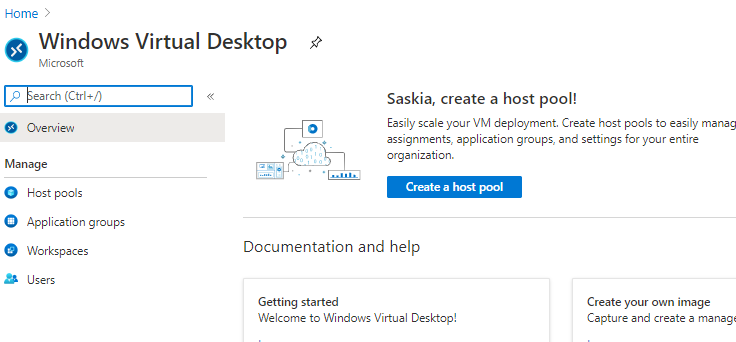 Home
Windows Virtual Desktop
Microsoft
Search (Ctrl+/)
Overview
Manage
Host pools
Application groups
Workspaces
Users
Saskia, create a host pool!
Easily scale your VM deployment. Create host pools to easily manag
assignments, application groups, and settings for your entire
organization.
Create a host pool
Documentation and help
Getting started
Welcome to Windows Virtual Desktop!
Create your own image
Capture and create a manage